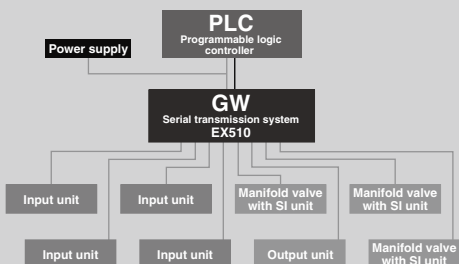 PLC
Programmable logic
controller
Power supply
GW
Serial transmission system
EX510
Input unit
Input unit
Manifold valve
with SI unit
Manifold valve
with SI unit
Input unit
Input unit
Output unit
Manifold valve
with SI unit